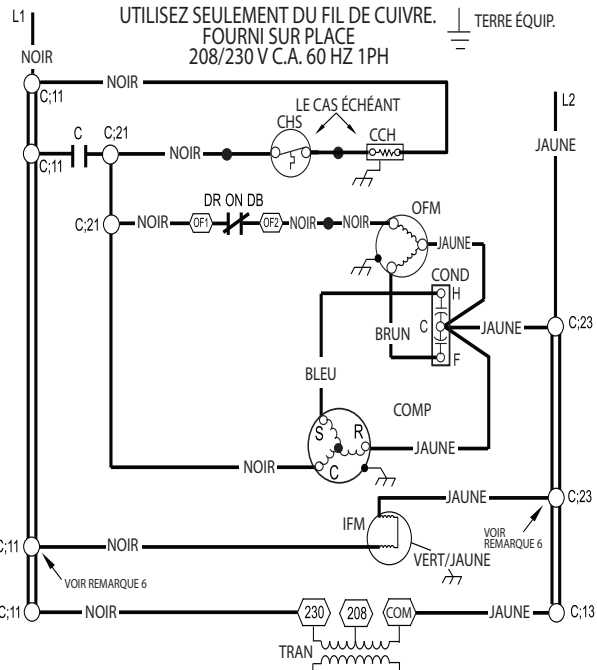 L1
UTILISEZ SEULEMENT DU FIL DE CUIVRE.
FOURNI SUR PLACE
208/230 V C.A. 60 HZ 1PH
TERRE ÉQUIP.
NOIR
C;11
NOIR
L2
LE CAS ÉCHÉANT
CHS
CCH
C
C;21
JAUNE
C;11
NOIR
DR ON DB
OFM
C;21
NOIR
OF1
OF2
NOIR
NOIR
JAUNE
COND
H
BRUN
C
JAUNE
C;23
F
BLEU
COMP
S
R
JAUNE
C
NOIR
JAUNE
C;23
IFM
VOIR
REMARQUE 6
C;11
NOIR
VERT/JAUNE
VOIR REMARQUE 6
C;11
NOIR
230
208
COM
JAUNE
C;13
TRAN